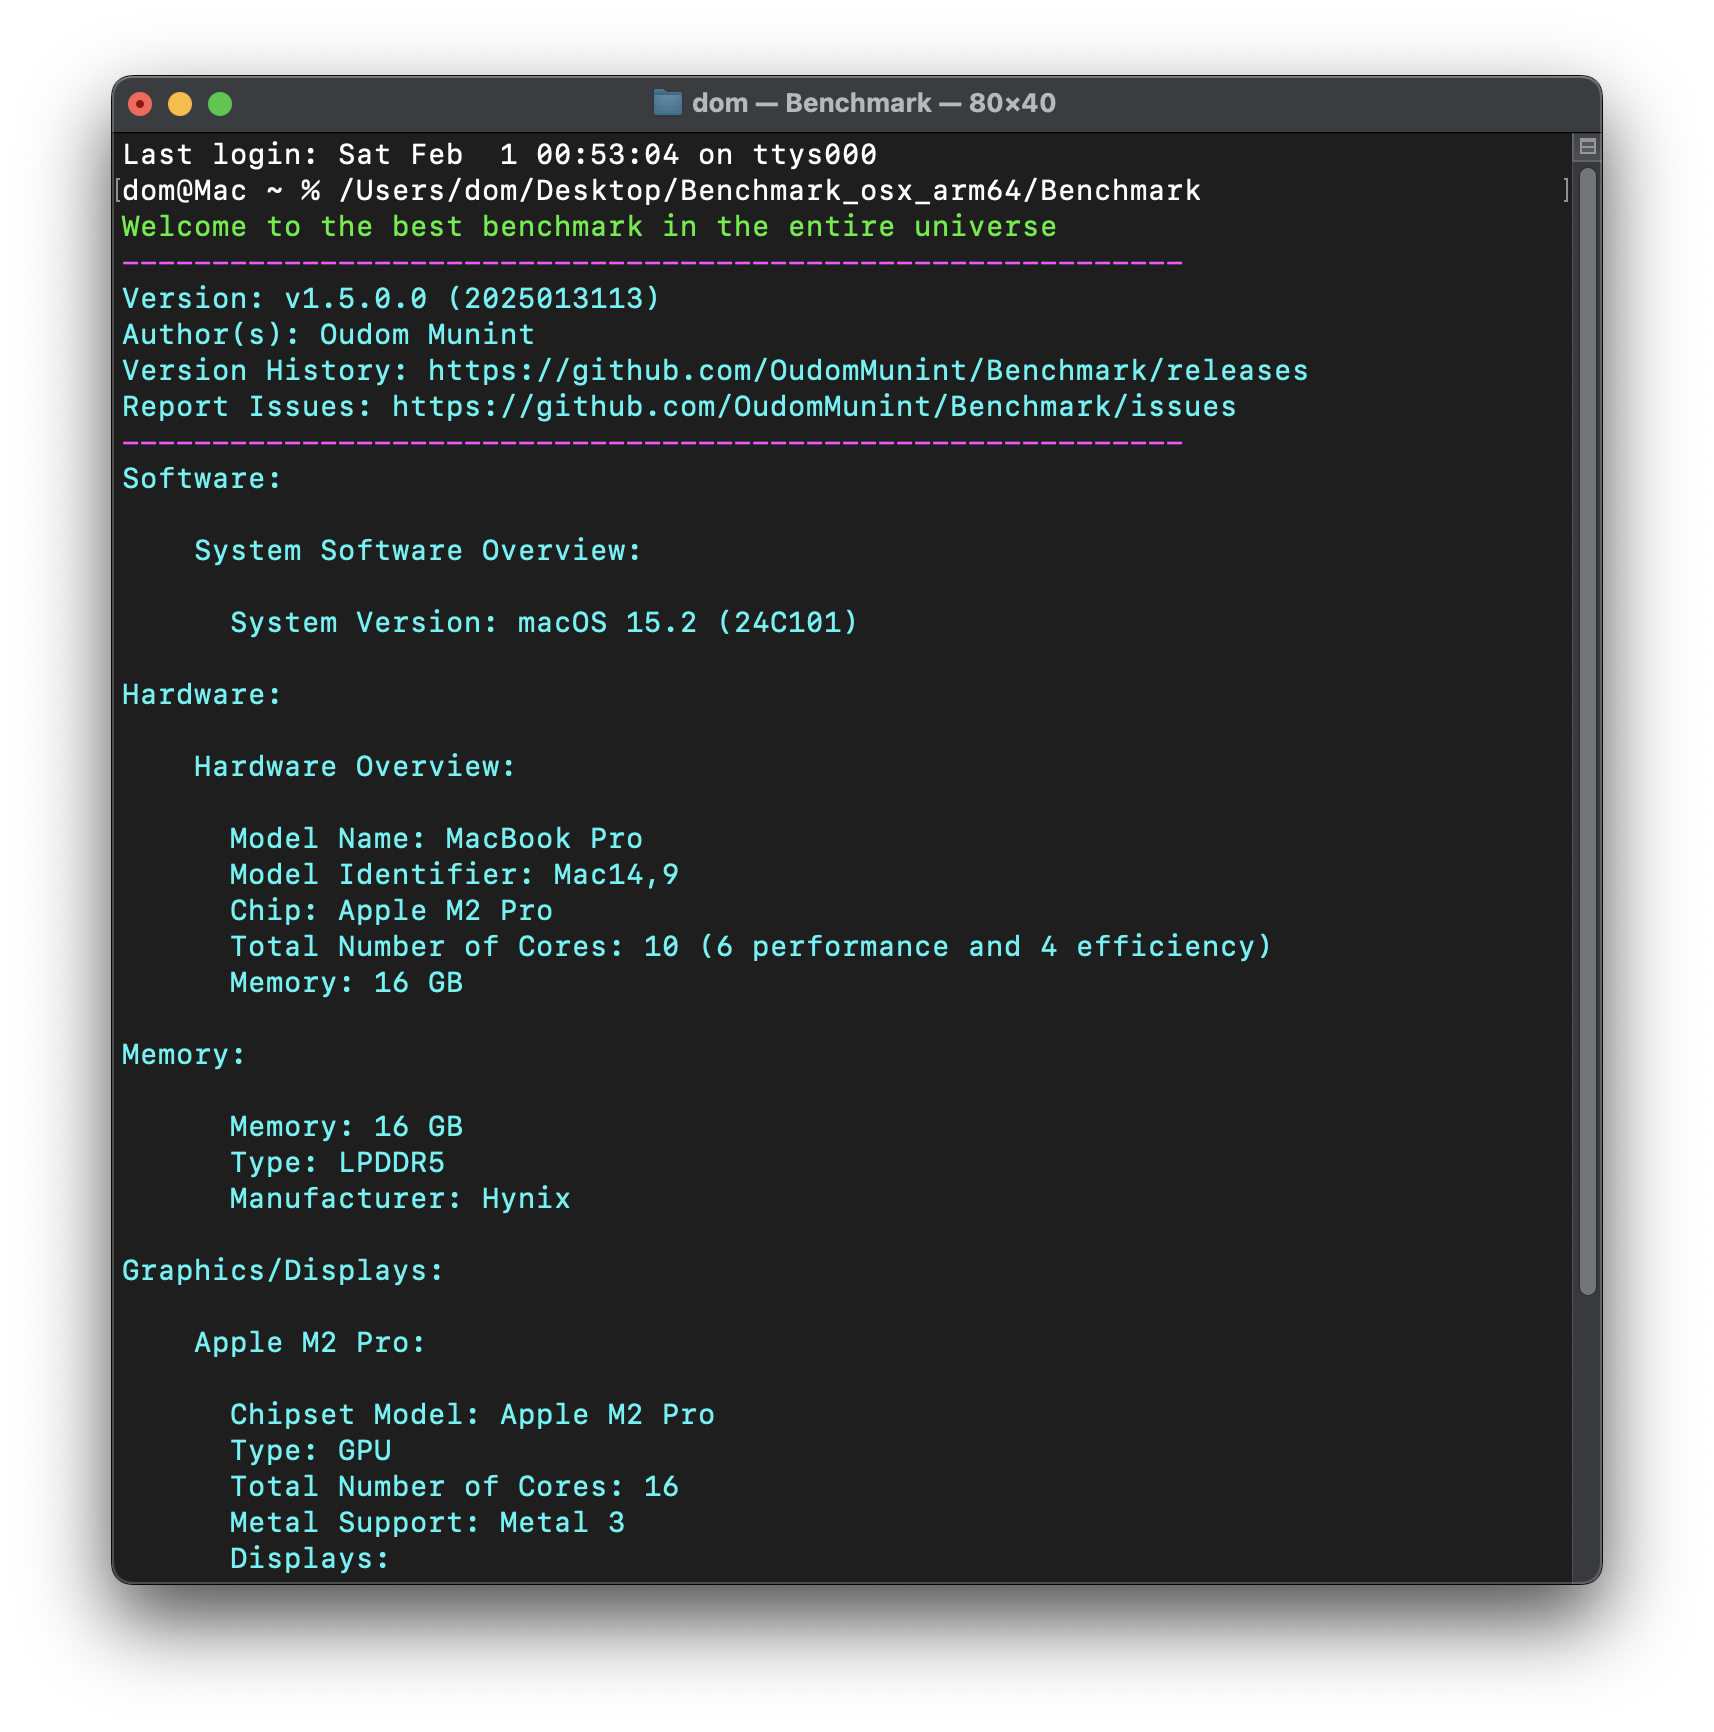 dom — Benchmark — 80×40
Last login: Sat Feb  1 00:53:04 on ttys000
[dom@Mac ~ % /Users/dom/Desktop/Benchmark_osx_arm64/Benchmark ]
Welcome to the best benchmark in the entire universe
-----------------------------------------------------------
Version: v1.5.0.0 (2025013113)
Author(s): Oudom Munint
Version History: https://github.com/OudomMunint/Benchmark/releases
Report Issues: https://github.com/OudomMunint/Benchmark/issues
-----------------------------------------------------------
Software:
System Software Overview:
System Version: macOS 15.2 (24C101)
Hardware:
Hardware Overview:
Model Name: MacBook Pro
Model Identifier: Mac14,9
Chip: Apple M2 Pro
Total Number of Cores: 10 (6 performance and 4 efficiency)
Memory: 16 GB
Memory:
Memory: 16 GB
Type: LPDDR5
Manufacturer: Hynix
Graphics/Displays:
Apple M2 Pro:
Chipset Model: Apple M2 Pro
Type: GPU
Total Number of Cores: 16
Metal Support: Metal 3
Displays: